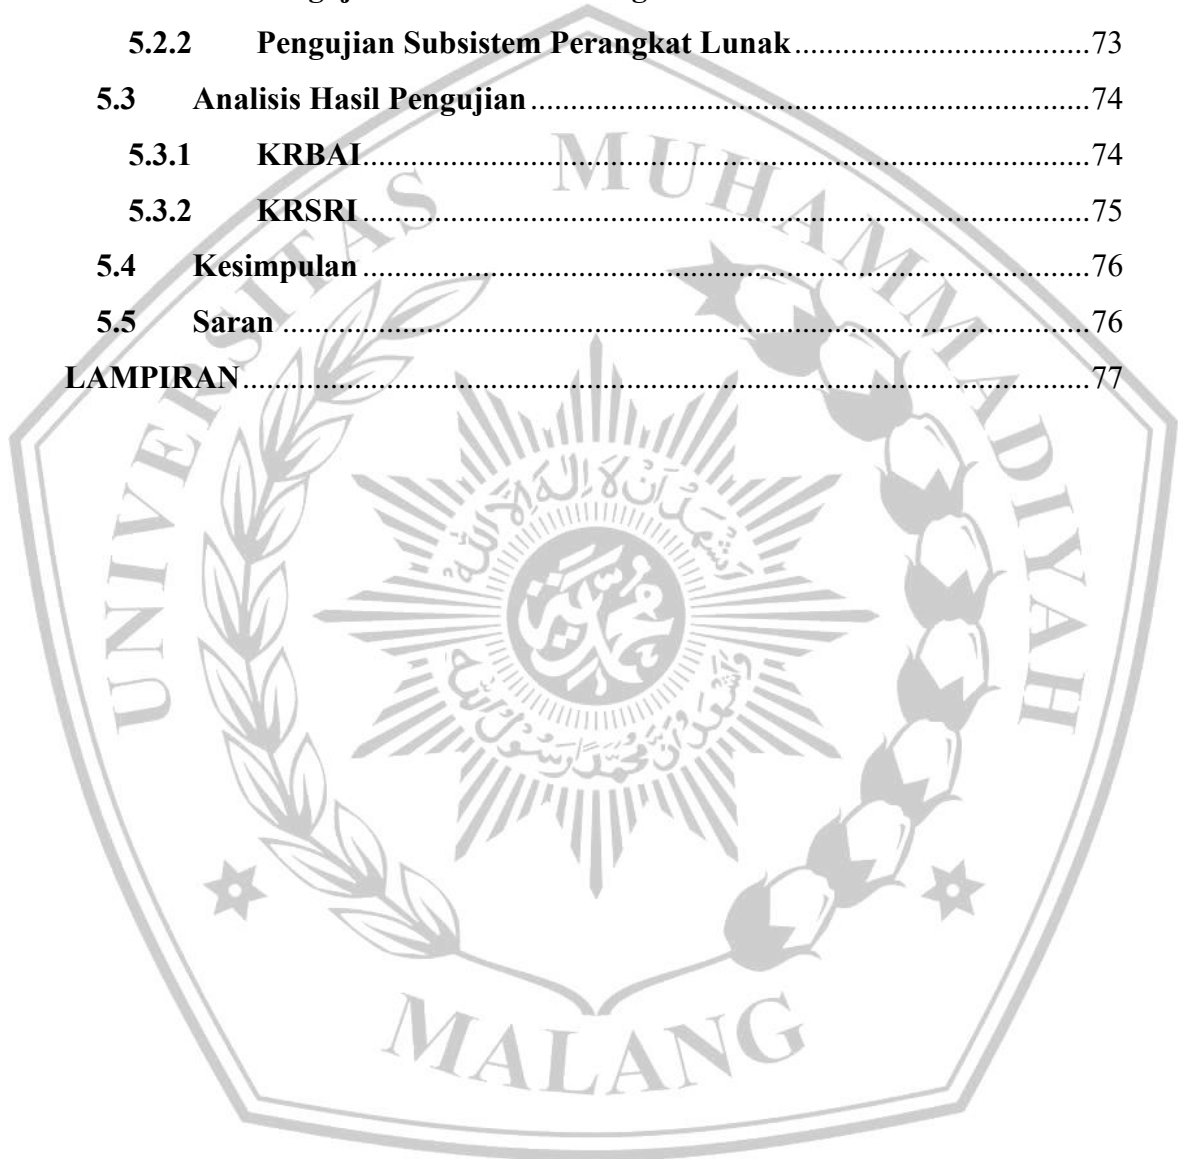 5.2.2 Pengujian Subsistem Perangkat Lunak.....................................73
5.3 Analisis Hasil Pengujian......................................................................74
5.3.1 KRBAI...........................................................................................74
5.3.2 KRSRI...........................................................................................75
5.4 Kesimpulan...........................................................................................76
5.5 Saran.....................................................................................................76
LAMPIRAN..........................................................................................................77
UNIVERSITAS MUHAMMADIYAH
MALANG